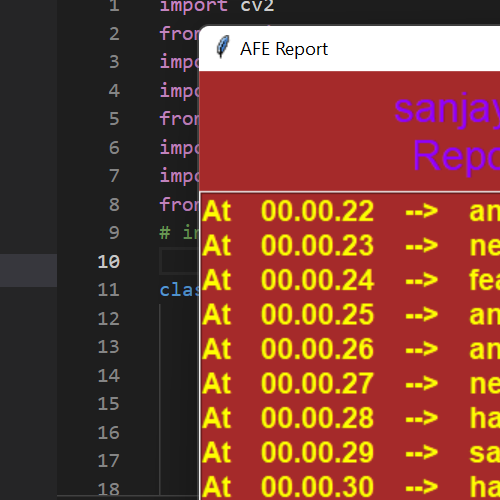 1 import cv2
2 from
3 impo
4 impo
5 from
6 impo
7 impo
8 from
9 # in
10
11 clas
12
13
14
15
16
17
18
AFE Report
sanjay
Repo
At 00.00.22 --> an
At 00.00.23 --> ne
At 00.00.24 --> fea
At 00.00.25 --> an
At 00.00.26 --> an
At 00.00.27 --> ne
At 00.00.28 --> ha
At 00.00.29 --> sa
At 00.00.30 --> ha